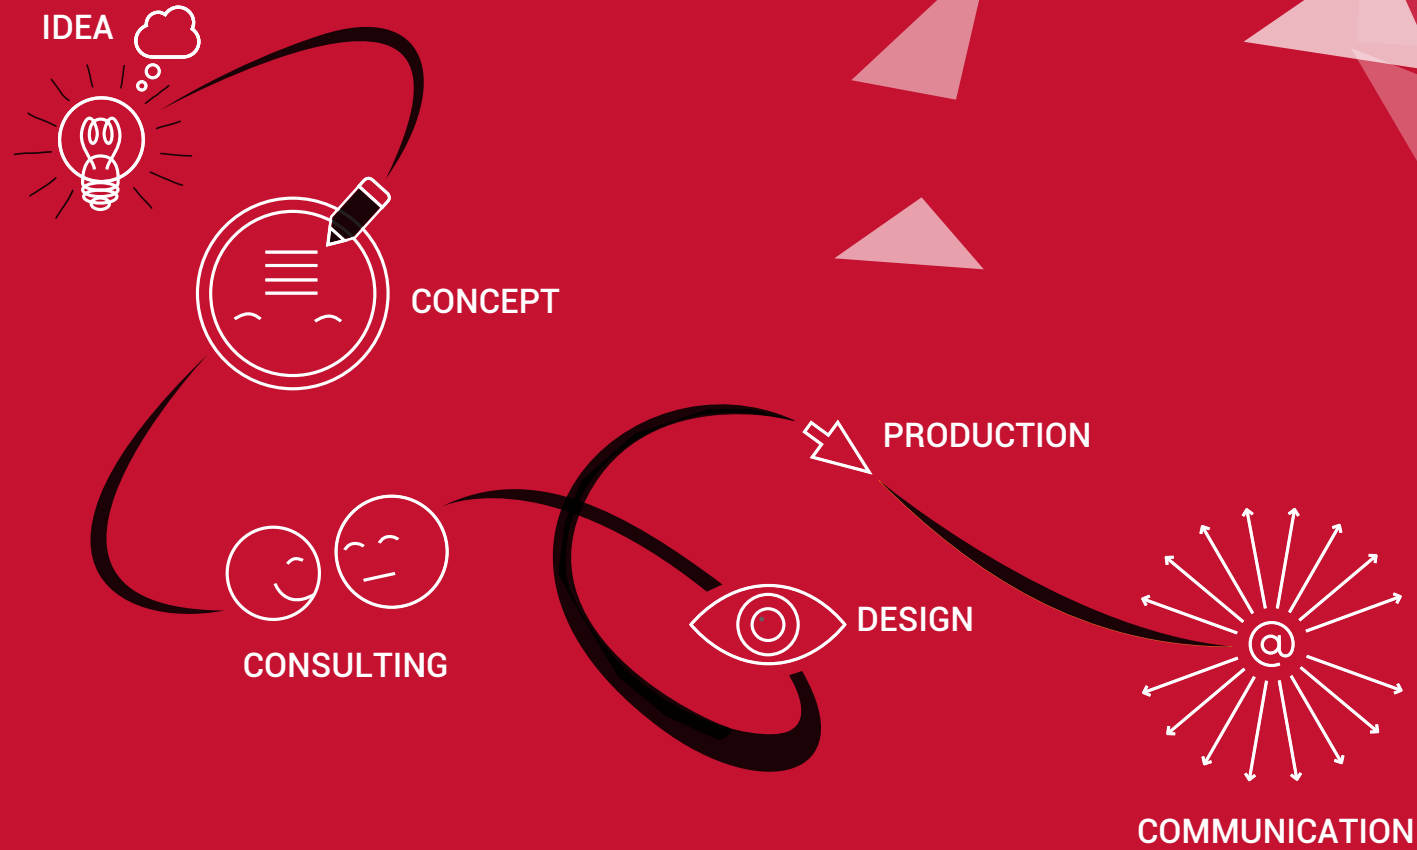 IDEA
CONCEPT
CONSULTING
DESIGN
PRODUCTION
@
COMMUNICATION